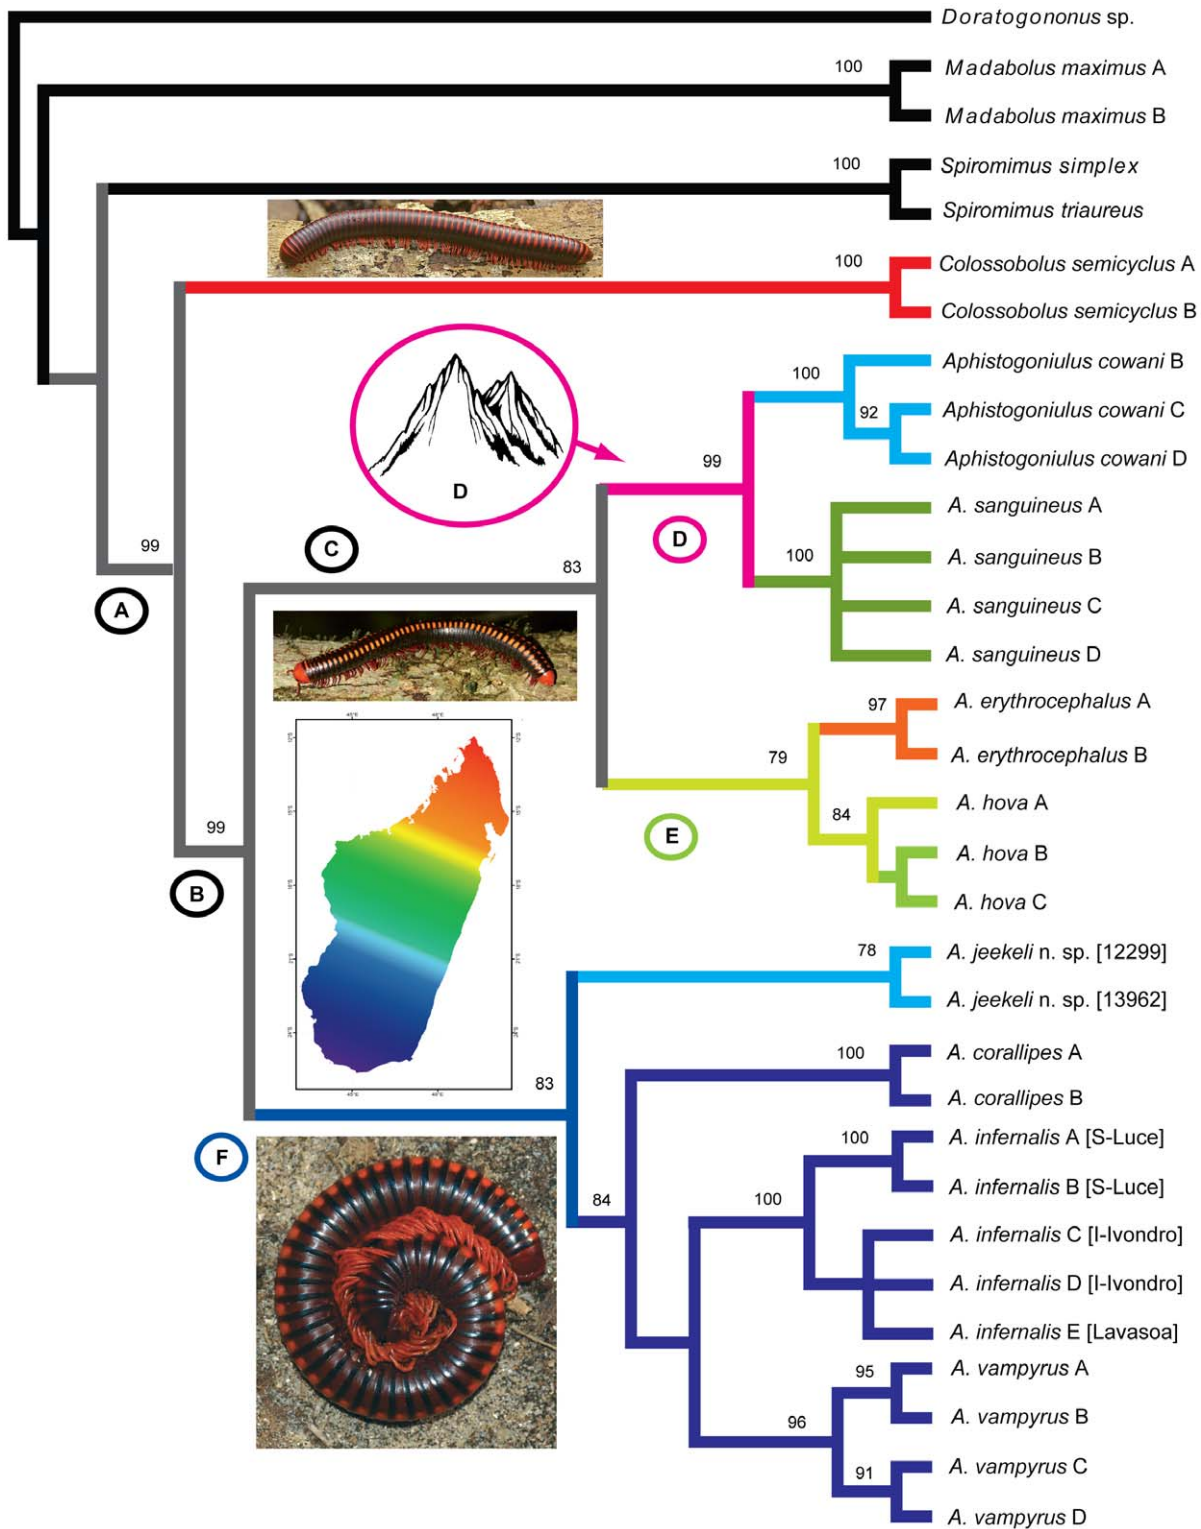 Doratogononus sp.
100
Madabolus maximus A
Madabolus maximus B
100
Spiromimus simplex
Spiromimus triaureus
100
Colossobolus semicyclus A
Colossobolus semicyclus B
Aphistogoniulus cowani B
100
92
Aphistogoniulus cowani C
Aphistogoniulus cowani D
99
D
D
A. sanguineus A
100
A. sanguineus B
A. sanguineus C
A. sanguineus D
99
A
C
83
97
A. erythrocephalus A
A. erythrocephalus B
79
A. hova A
84
A. hova B
A. hova C
E
99
B
78
A. jeekeli n. sp. [12299]
A. jeekeli n. sp. [13962]
100
A. corallipes A
A. corallipes B
83
F
100
A. infernalis A [S-Luce]
A. infernalis B [S-Luce]
84
100
A. infernalis C [I-Ivondro]
A. infernalis D [I-Ivondro]
A. infernalis E [Lavasoa]
95
A. vampyrus A
A. vampyrus B
96
91
A. vampyrus C
A. vampyrus D